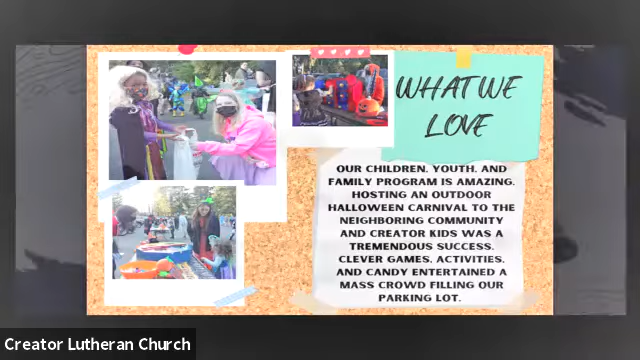 WHAT WE
LOVE
OUR CHILDREN, YOUTH, AND
FAMILY PROGRAM IS AMAZING.
HOSTING AN OUTDOOR
HALLOWEEN CARNIVAL TO THE
NEIGHBORING COMMUNITY
AND CREATOR KIDS WAS A
TREMENDOUS SUCCESS.
CLEVER GAMES, ACTIVITIES,
AND CANDY ENTERTAINED A
MASS CROWD FILLING OUR
PARKING LOT.
Creator Lutheran Church